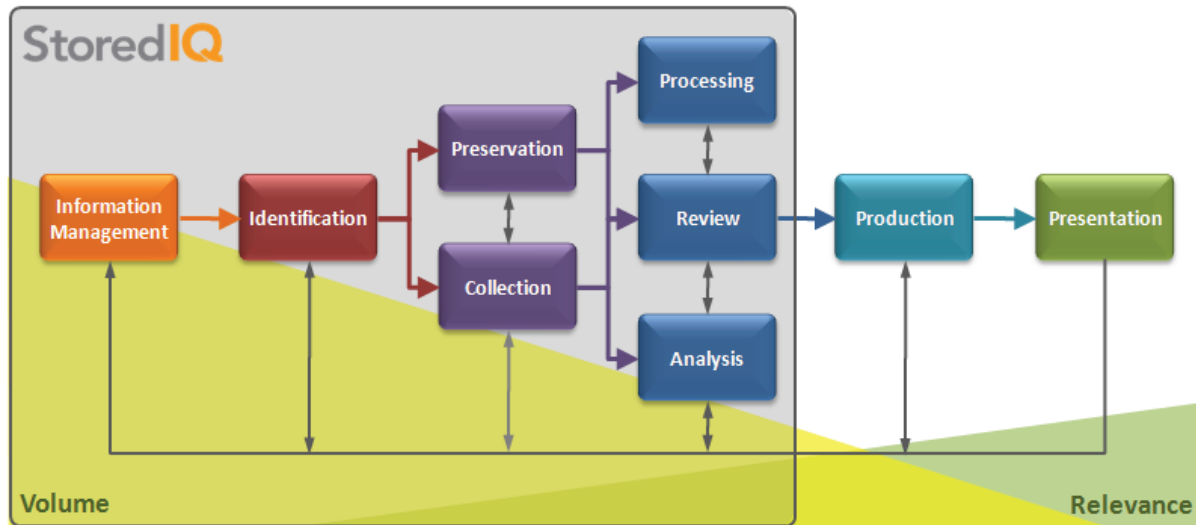 StoredIQ
Processing
Preservation
Information
Management
Identification
Review
Production
Presentation
Collection
Analysis
Volume
Relevance